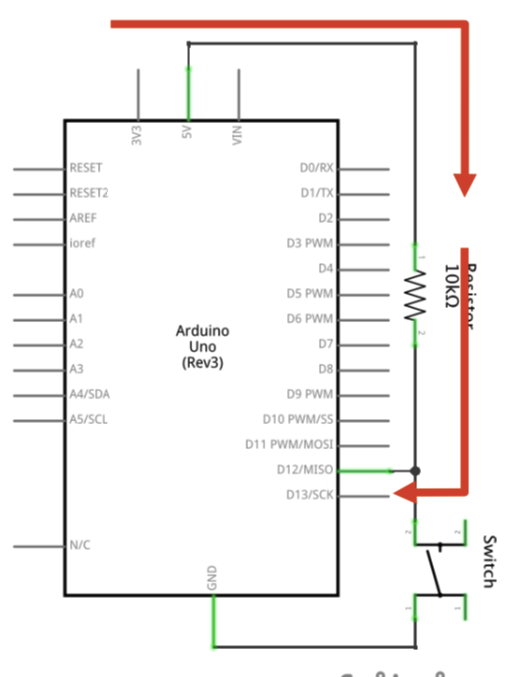 3V3
5V
VIN
RESET
RESET2
AREF
ioref
A0
A1
A2
A3
A4/SDA
A5/SCL
N/C
Arduino
Uno
(Rev3)
D0/RX
D1/TX
D2
D3 PWM
D4
D5 PWM
D6 PWM
D7
D8
D9 PWM
D10 PWM/SS
D11 PWM/MOSI
D12/MISO
D13/SCK
GND
1
Resistor
10kΩ
2
2
2
Switch
1
1